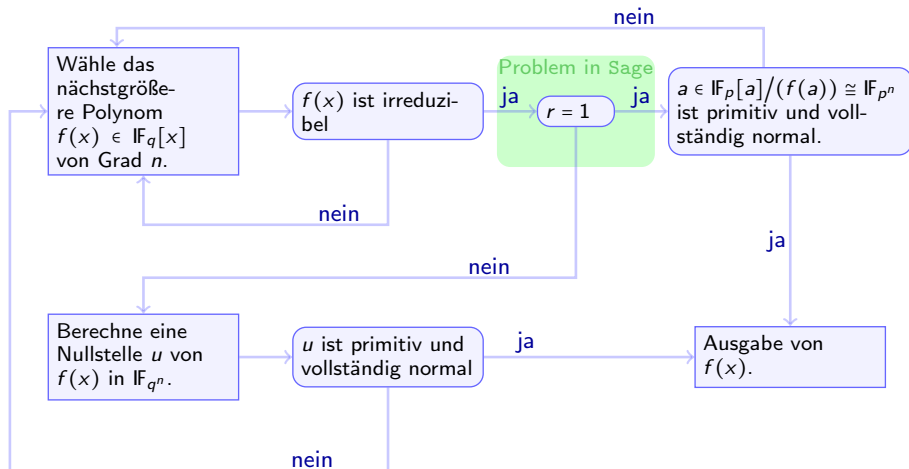 nein
Wähle das
nächstgröße-
re Polynom
f(x) ∈ 𝔽_q[x]
von Grad n.
f(x) ist irreduzi-
bel
ja
Problem in Sage
r = 1
ja
a ∈ 𝔽_p[a]/(f(a)) ≅ 𝔽_{p^n}
ist primitiv und voll-
ständig normal.
nein
ja
nein
Berechne eine
Nullstelle u von
f(x) in 𝔽_{q^n}.
u ist primitiv und
vollständig normal
ja
Ausgabe von
f(x).
nein